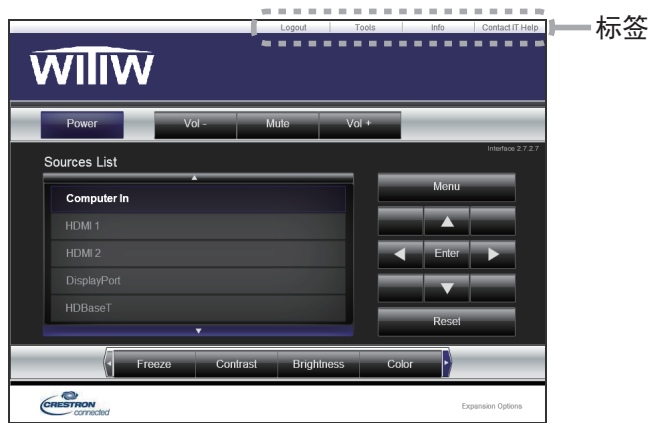 Logout Tools Info Contact IT Help
标签
WiTiW
Power Vol - Mute Vol +
Interface 2.7.2.7
Sources List
Computer In
HDMI 1
HDMI 2
DisplayPort
HDBaseT
Menu
Enter
Reset
Freeze Contrast Brightness Color
CRESTRON
connected
Expansion Options